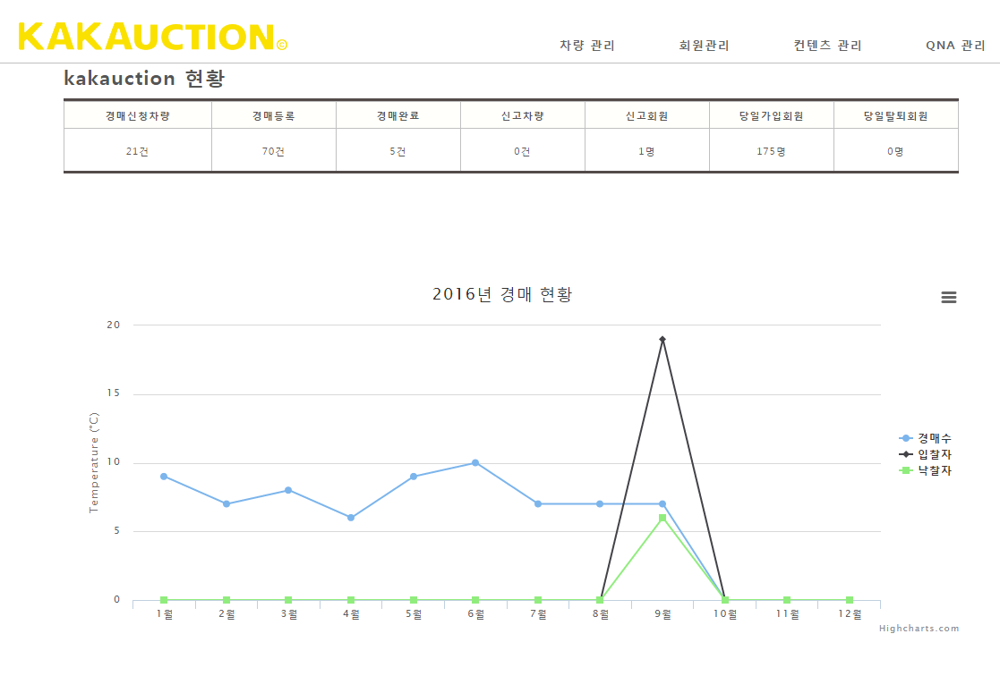 KAKAUCTION©
차량 관리 회원관리 컨텐츠 관리 QNA 관리
kakauction 현황
경매신청차량 경매등록 경매완료 신고차량 신고회원 당일가입회원 당일탈퇴회원
21건 70건 5건 0건 1명 175명 0명
2016년 경매 현황
20
15
10
5
0
Temperature (°C)
1월 2월 3월 4월 5월 6월 7월 8월 9월 10월 11월 12월
경매수
입찰자
낙찰자
Highcharts.com